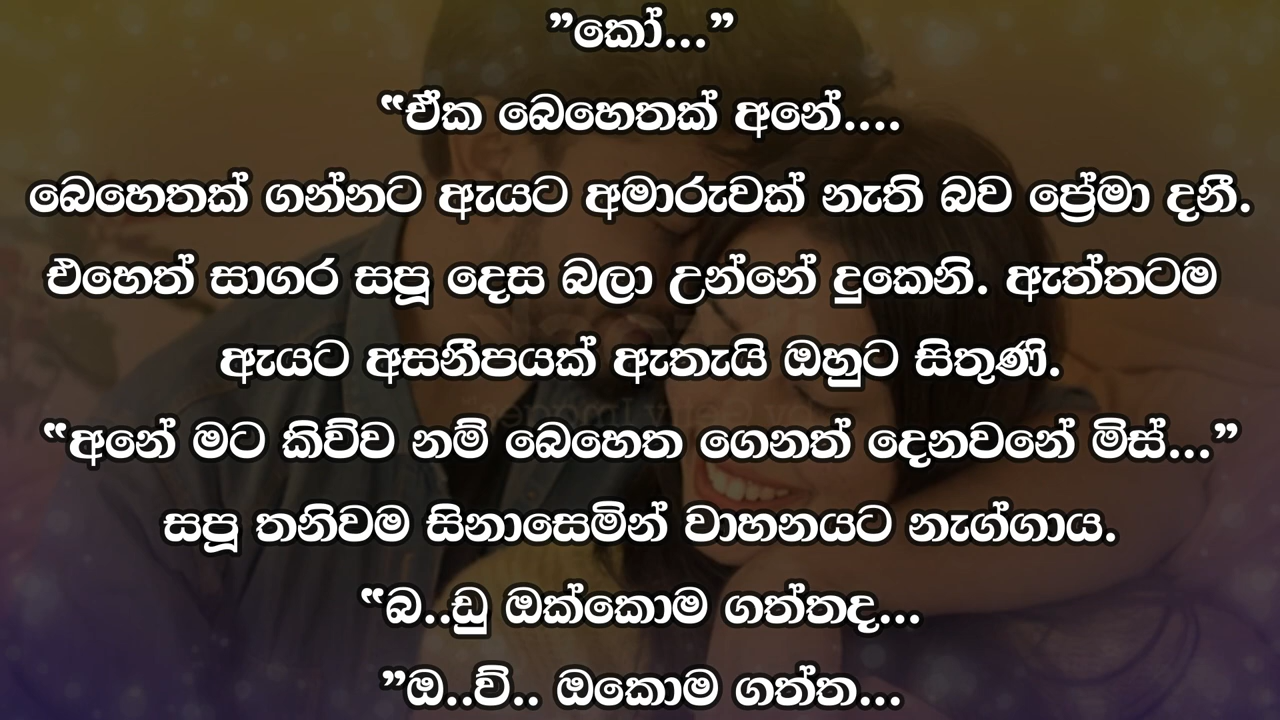 ”කෝ...”
“ඒක බෙහෙතක් අනේ....
බෙහෙතක් ගන්නට ඇයට අමාරුවක් නැති බව ප්‍රේමා දනී.
එහෙත් සාගර සපූ දෙස බලා උන්නේ දුකෙනි. ඇත්තටම
ඇයට අසනීපයක් ඇතැයි ඔහුට සිතුණි.
“අනේ මට කිව්ව නම් බෙහෙත ගෙනත් දෙනවනේ මිස්...”
සපූ තනිවම සිනාසෙමින් වාහනයට නැග්ගාය.
“බ..ඩු ඔක්කොම ගත්තද...
”ඔ..ව්.. ඔකොම ගත්ත...